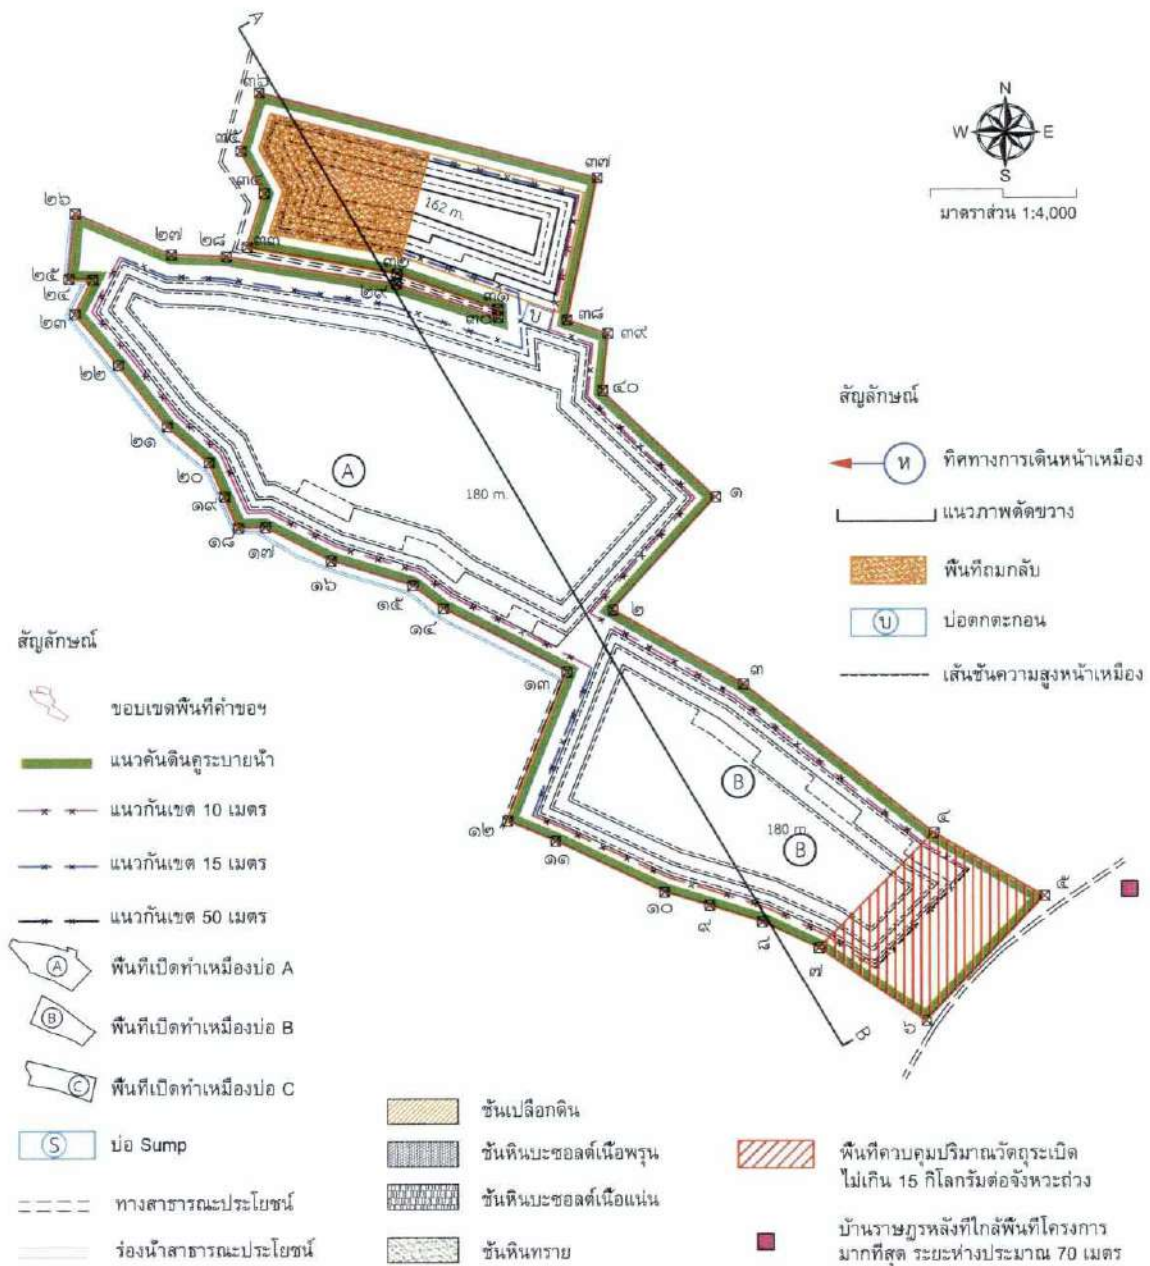 A
๓๖
N
W E
S
มาตราส่วน 1:4,000
๓๕
๓๗
๓๔
162 m.
๒๖
๓๓
๒๗
๒๘
๓๒
๒๕
๒๙
๒๔
๓๑
๓๐
บ
๓๘
๒๓
๓๙
๒๒
๔๐
๒๑
A
๒๐
180 m.
๑
๑๙
๑๘
๑๗
๑๖
๑๕
๒
๑๔
๑๓
๓
B
๑๒
180 m
๔
๑๑
B
๕
๑๐
๙
๘
๗
๖
B
สัญลักษณ์
ห ทิศทางการเดินหน้าเหมือง
แนวภาพตัดขวาง
พื้นที่ถมกลับ
บ บ่อตกตะกอน
เส้นชั้นความสูงหน้าเหมือง
สัญลักษณ์
ขอบเขตพื้นที่คำขอฯ
แนวคันดินคูระบายน้ำ
แนวกันเขต 10 เมตร
แนวกันเขต 15 เมตร
แนวกันเขต 50 เมตร
A พื้นที่เปิดทำเหมืองบ่อ A
B พื้นที่เปิดทำเหมืองบ่อ B
C พื้นที่เปิดทำเหมืองบ่อ C
S บ่อ Sump
ทางสาธารณะประโยชน์
ร่องน้ำสาธารณะประโยชน์
ชั้นเปลือกดิน
ชั้นหินบะซอลต์เนื้อพรุน
ชั้นหินบะซอลต์เนื้อแน่น
ชั้นหินทราย
พื้นที่ควบคุมปริมาณวัตถุระเบิด
ไม่เกิน 15 กิโลกรัมต่อจังหวะถ่วง
บ้านราษฎรหลังที่ใกล้พื้นที่โครงการ
มากที่สุด ระยะห่างประมาณ 70 เมตร